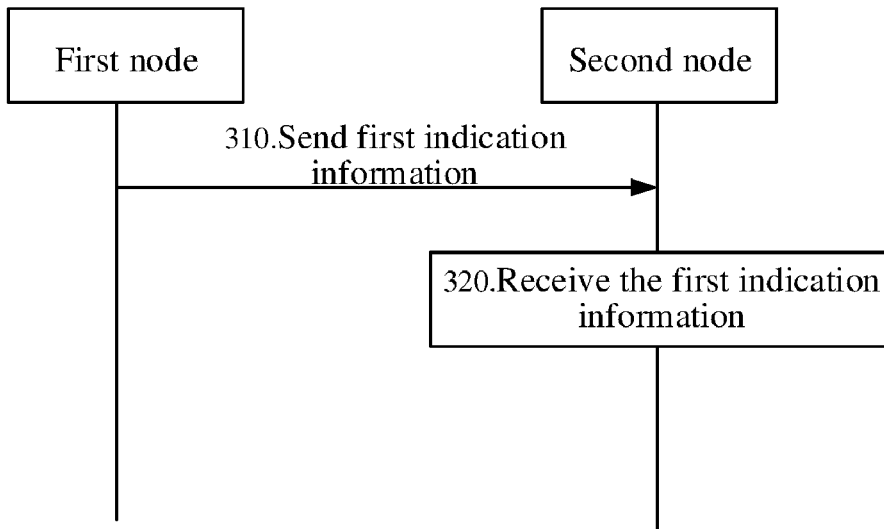 First node
Second node
310.Send first indication
information
320.Receive the first indication
information